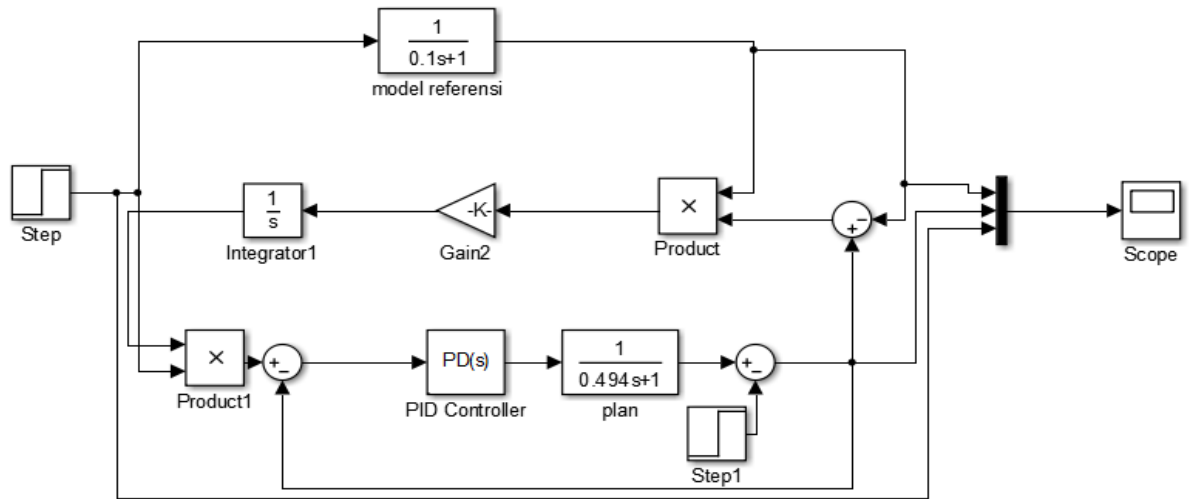 1
0.1s+1
model referensi
Step
1
s
Integrator1
-K-
Gain2
×
Product
−
+
Scope
×
Product1
+
−
PD(s)
PID Controller
1
0.494s+1
plan
+
−
Step1